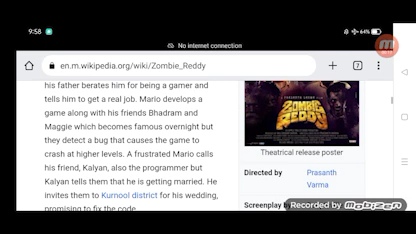 9:58
64%
No internet connection
en.m.wikipedia.org/wiki/Zombie_Reddy
7
his father berates him for being a gamer and
tells him to get a real job. Mario develops a
game along with his friends Bhadram and
Maggie which becomes famous overnight but
they detect a bug that causes the game to
crash at higher levels. A frustrated Mario calls
his friend, Kalyan, also the programmer but
Kalyan tells them that he is getting married. He
invites them to Kurnool district for his wedding,
promising to fix the code.
ZOMBIE
REDDY
Theatrical release poster
Directed by Prasanth
Varma
Screenplay by
Recorded by
MOBIZEN